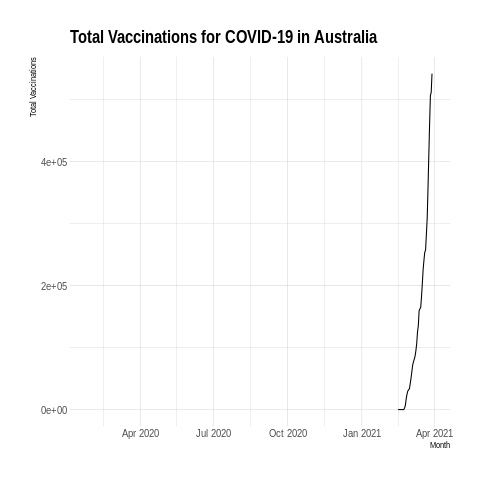 Total Vaccinations for COVID-19 in Australia
Total Vaccinations
4e+05
2e+05
0e+00
Apr 2020 Jul 2020 Oct 2020 Jan 2021 Apr 2021
Month